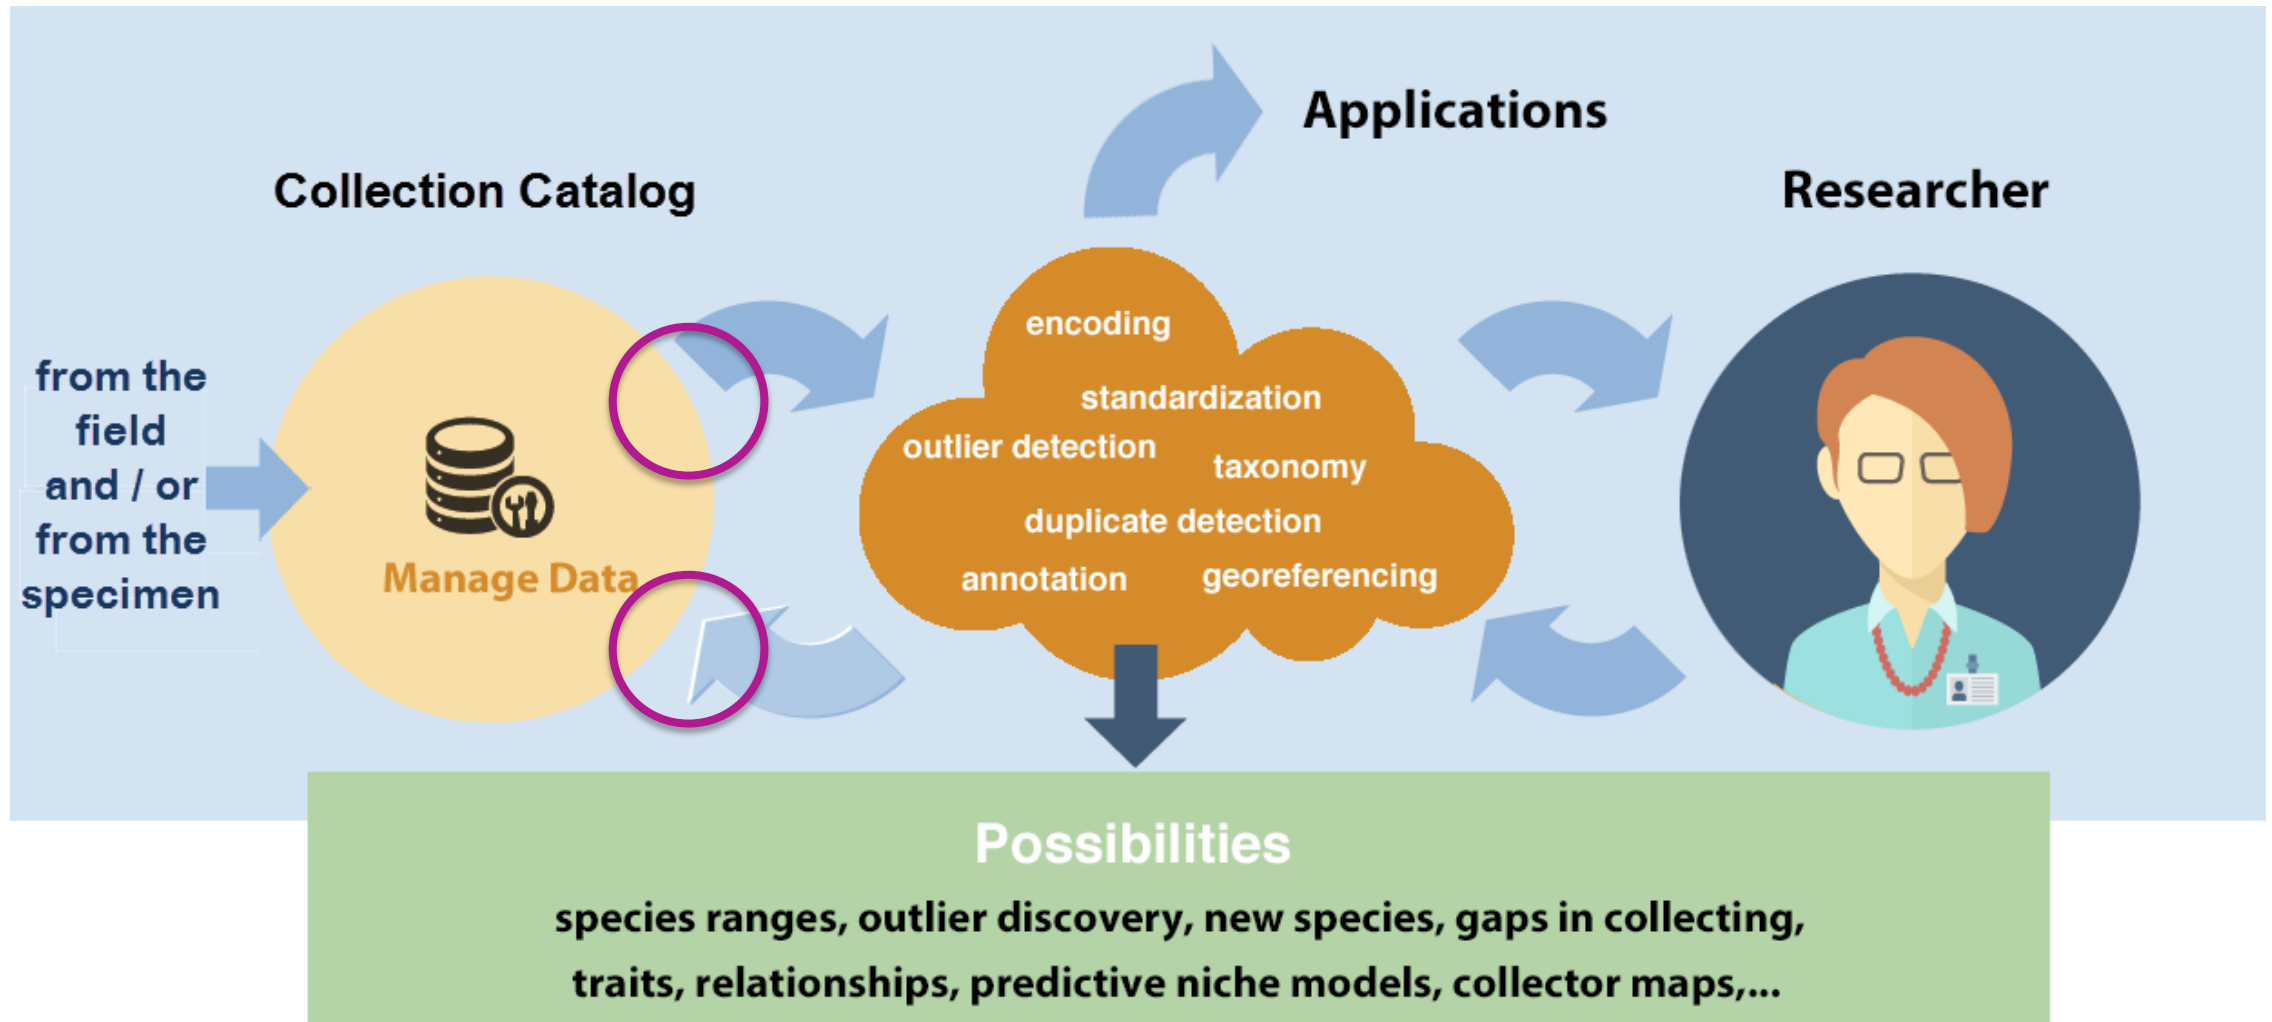 Applications
Collection Catalog
Researcher
from the
field
and / or
from the
specimen
Manage Data
encoding
standardization
outlier detection
taxonomy
duplicate detection
annotation
georeferencing
Possibilities
species ranges, outlier discovery, new species, gaps in collecting,
traits, relationships, predictive niche models, collector maps,...